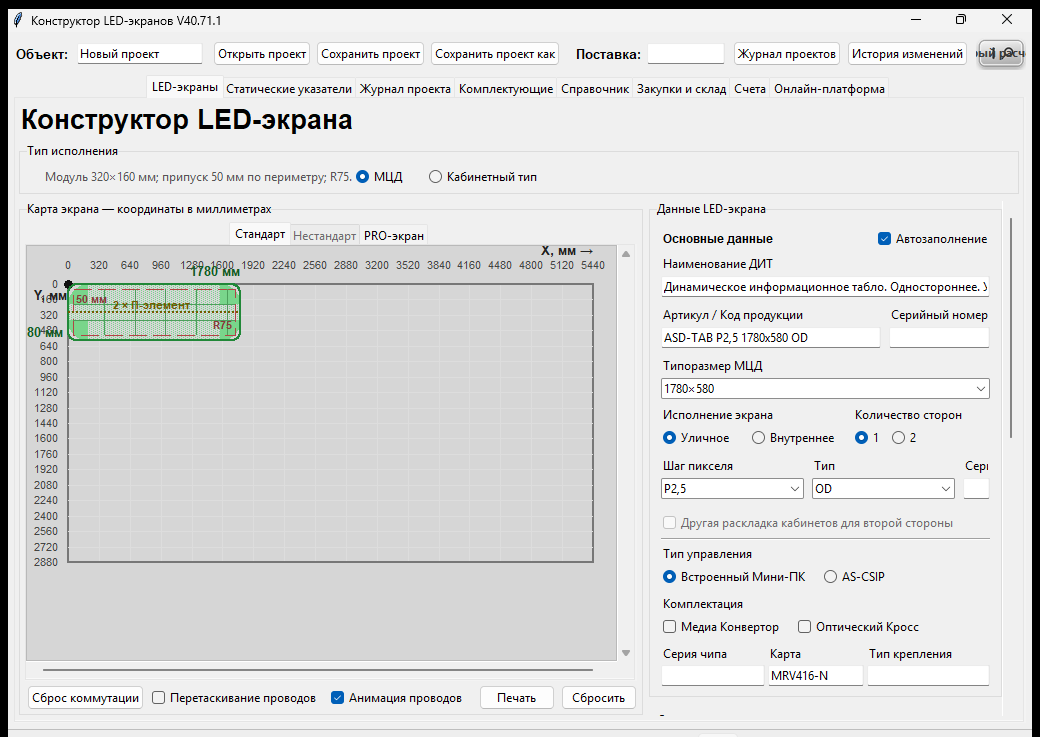 Конструктор LED-экранов V40.71.1
Объект: Новый проект Открыть проект Сохранить проект Сохранить проект как Поставка: Журнал проектов История изменений
LED-экраны Статические указатели Журнал проекта Комплектующие Справочник Закупки и склад Счета Онлайн-платформа
Конструктор LED-экрана
Тип исполнения
Модуль 320×160 мм; припуск 50 мм по периметру; R75. МЦД Кабинетный тип
Карта экрана — координаты в миллиметрах
Стандарт Нестандарт PRO-экран
X, мм →
0 320 640 960 1280 1600 1920 2240 2560 2880 3200 3520 3840 4160 4480 4800 5120 5440
1780 мм
0
Y, мм
160
50 мм
2 × П-элемент
320
R75
80 мм
480
640
800
960
1120
1280
1440
1600
1760
1920
2080
2240
2400
2560
2720
2880
Сброс коммутации Перетаскивание проводов Анимация проводов Печать Сбросить
Данные LED-экрана
Основные данные Автозаполнение
Наименование ДИТ
Динамическое информационное табло. Одностороннее. У
Артикул / Код продукции Серийный номер
ASD-TAB P2,5 1780x580 OD
Типоразмер МЦД
1780×580
Исполнение экрана Количество сторон
Уличное Внутреннее 1 2
Шаг пикселя Тип Сери
P2,5 OD
Другая раскладка кабинетов для второй стороны
Тип управления
Встроенный Мини-ПК AS-CSIP
Комплектация
Медиа Конвертор Оптический Кросс
Серия чипа Карта Тип крепления
MRV416-N